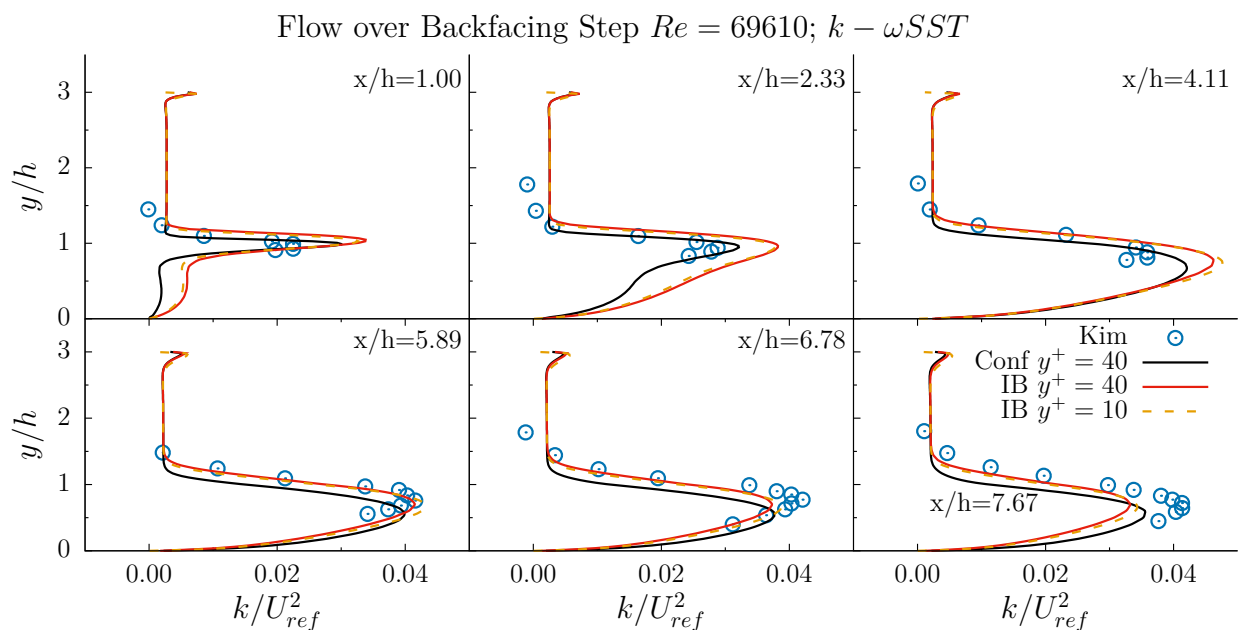 Flow over Backfacing Step Re = 69610; k − ωSST
x/h=1.00
x/h=2.33
x/h=4.11
3
2
1
0
y/h
x/h=5.89
x/h=6.78
Kim
Conf y⁺ = 40
IB y⁺ = 40
IB y⁺ = 10
x/h=7.67
3
2
1
0
y/h
0.00 0.02 0.04 0.00 0.02 0.04 0.00 0.02 0.04
k/U²ref k/U²ref k/U²ref